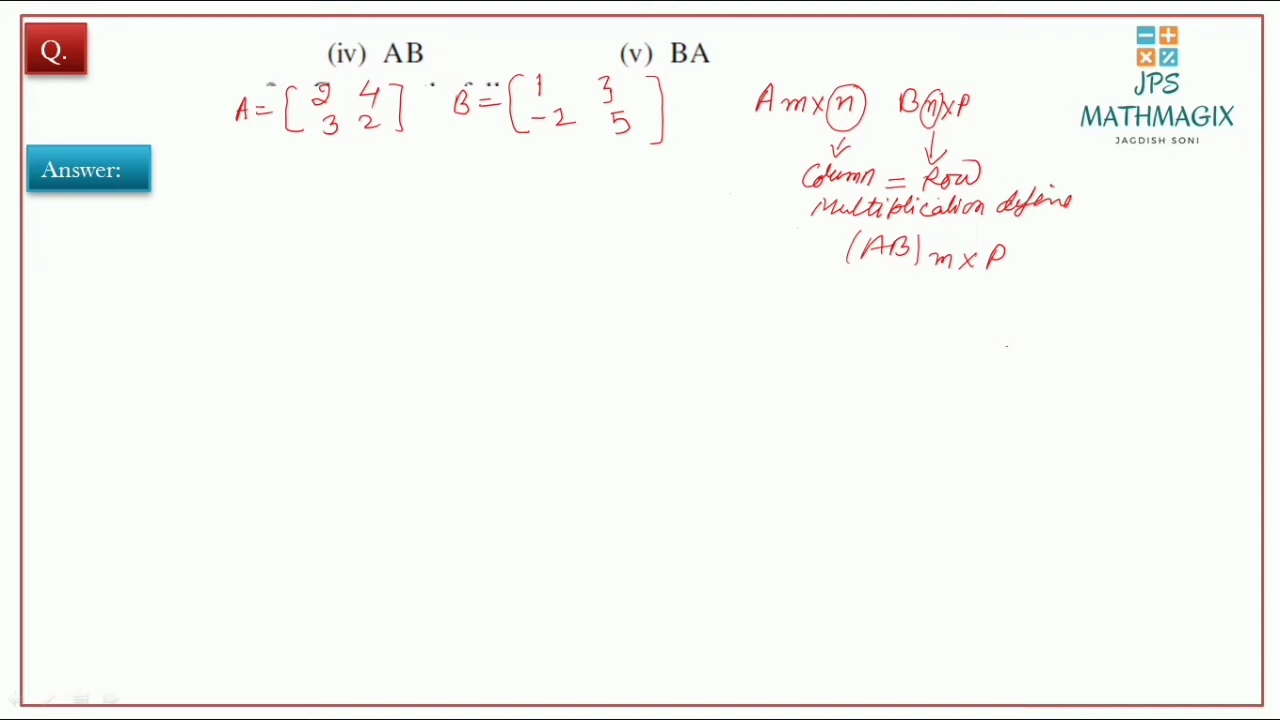 Q.
(iv) AB (v) BA
A = [ 2 4
3 2 ]
B = [ 1 3
-2 5 ]
A m×n B n×p
Column = Row
Multiplication define
(AB) m×P
Answer:
JPS
MATHMAGIX
JAGDISH SONI